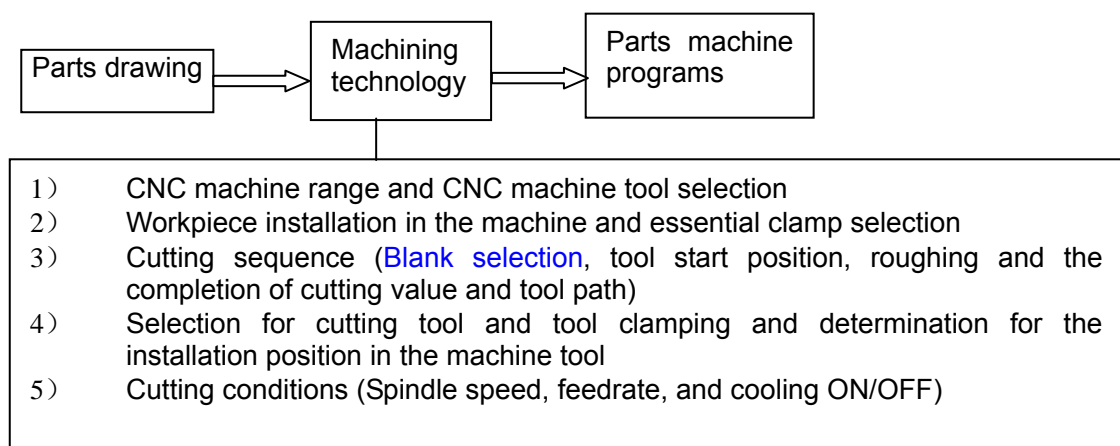 Parts drawing
Machining
technology
Parts machine
programs
1） CNC machine range and CNC machine tool selection
2） Workpiece installation in the machine and essential clamp selection
3） Cutting sequence (Blank selection, tool start position, roughing and the
completion of cutting value and tool path)
4） Selection for cutting tool and tool clamping and determination for the
installation position in the machine tool
5） Cutting conditions (Spindle speed, feedrate, and cooling ON/OFF)